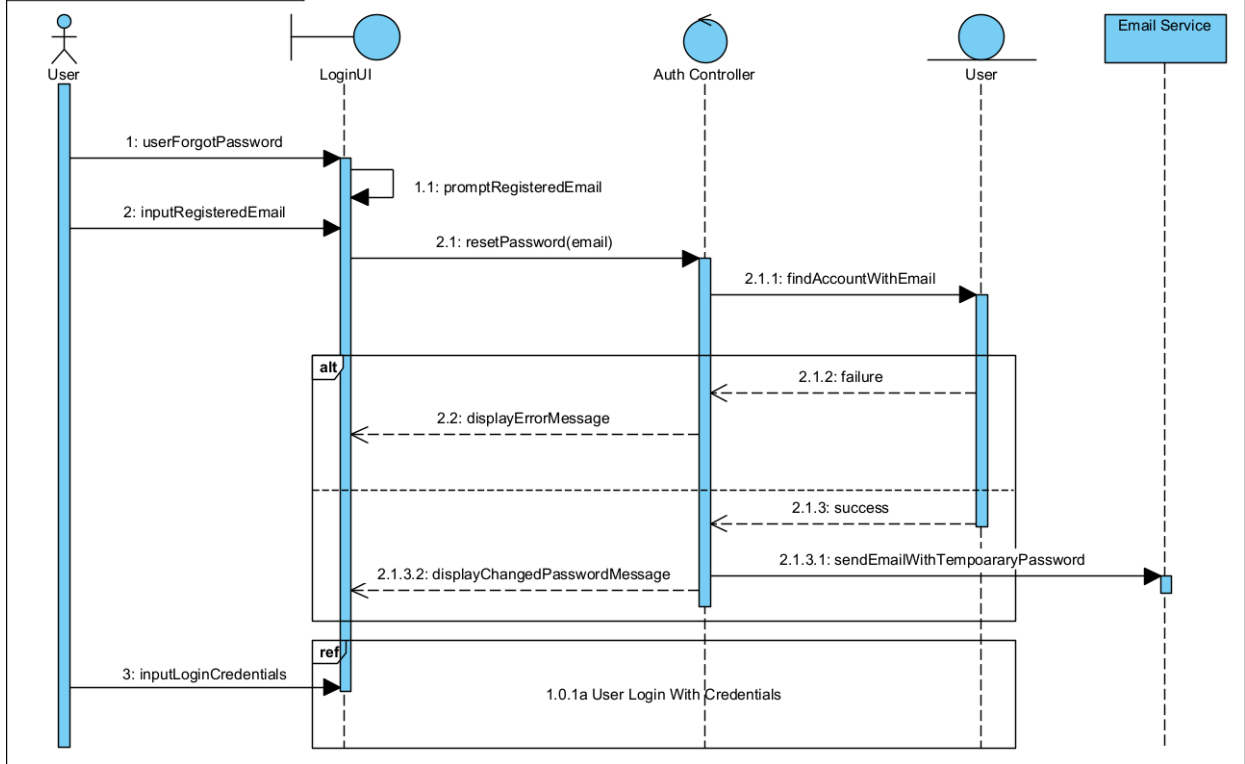 User
LoginUI
Auth Controller
User
Email Service
1: userForgotPassword
1.1: promptRegisteredEmail
2: inputRegisteredEmail
2.1: resetPassword(email)
2.1.1: findAccountWithEmail
alt
2.1.2: failure
2.2: displayErrorMessage
2.1.3: success
2.1.3.1: sendEmailWithTempoararyPassword
2.1.3.2: displayChangedPasswordMessage
ref
3: inputLoginCredentials
1.0.1a User Login With Credentials